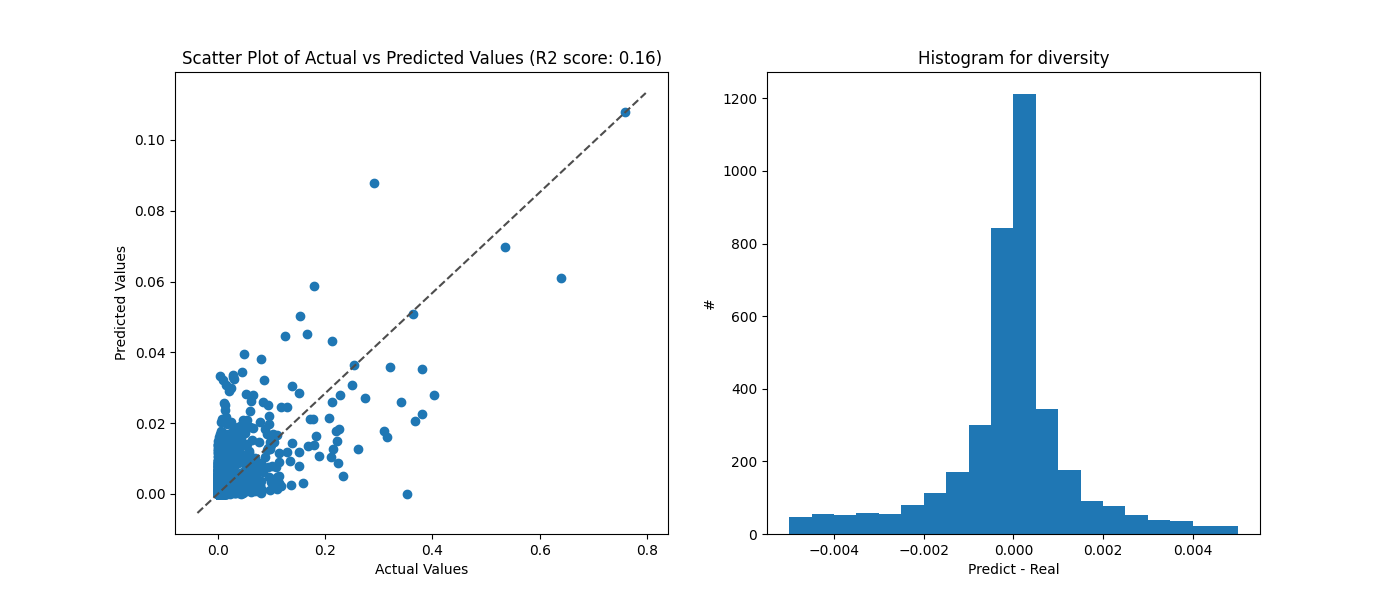 Scatter Plot of Actual vs Predicted Values (R2 score: 0.16)
0.10
0.08
0.06
0.04
0.02
0.00
Predicted Values
0.0 0.2 0.4 0.6 0.8
Actual Values
Histogram for diversity
1200
1000
800
600
400
200
0
#
−0.004 −0.002 0.000 0.002 0.004
Predict - Real